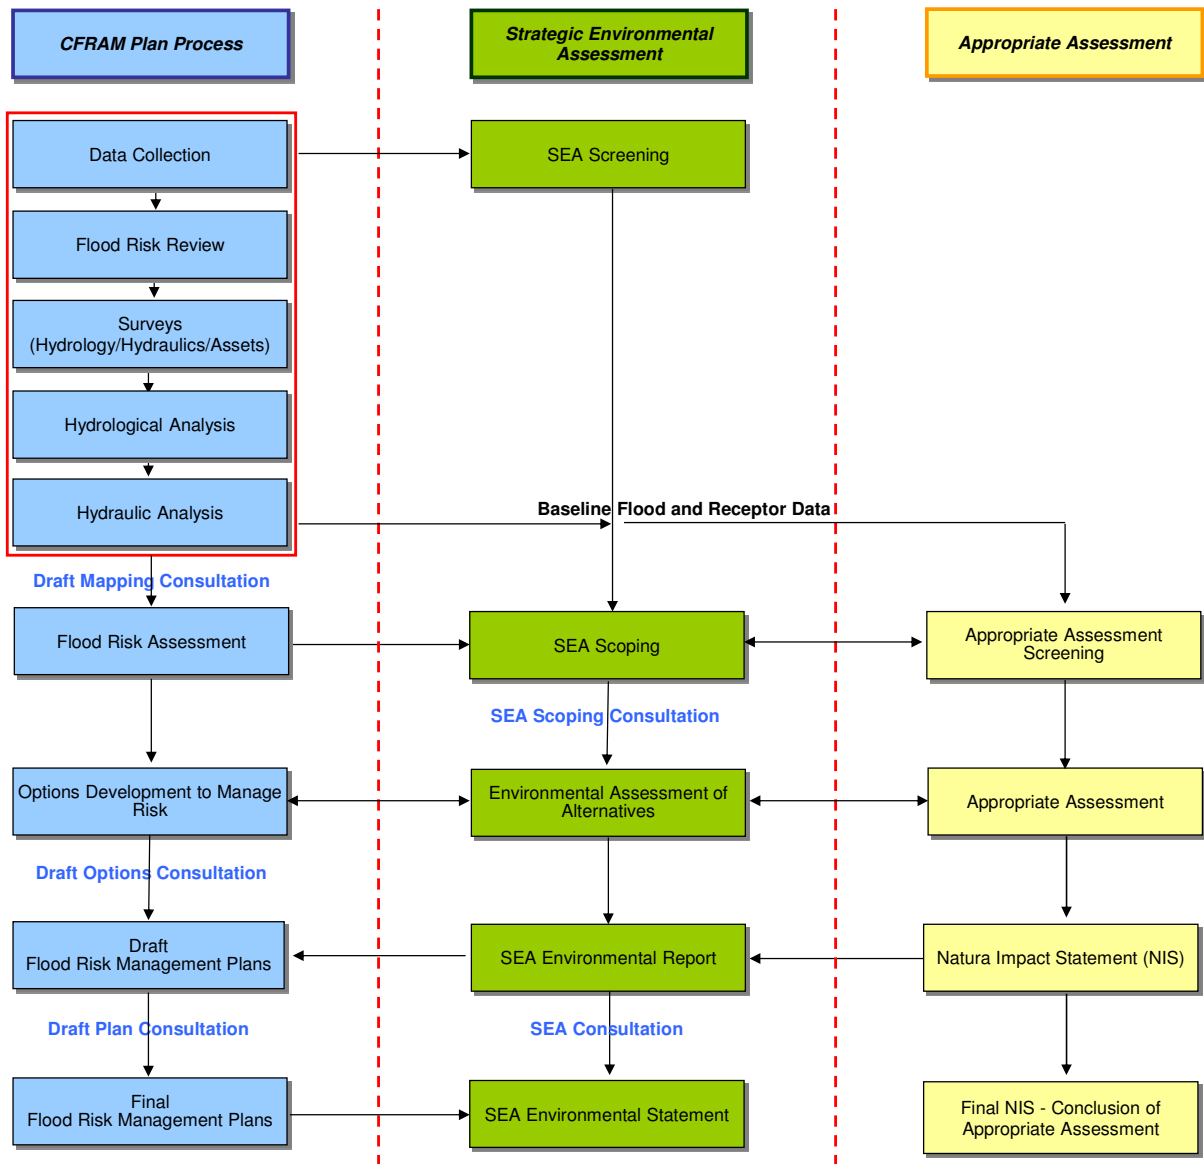 CFRAM Plan Process
Strategic Environmental
Assessment
Appropriate Assessment
Data Collection
SEA Screening
Flood Risk Review
Surveys
(Hydrology/Hydraulics/Assets)
Hydrological Analysis
Hydraulic Analysis
Baseline Flood and Receptor Data
Draft Mapping Consultation
Flood Risk Assessment
SEA Scoping
Appropriate Assessment
Screening
SEA Scoping Consultation
Options Development to Manage
Risk
Environmental Assessment of
Alternatives
Appropriate Assessment
Draft Options Consultation
Draft
Flood Risk Management Plans
SEA Environmental Report
Natura Impact Statement (NIS)
Draft Plan Consultation
SEA Consultation
Final
Flood Risk Management Plans
SEA Environmental Statement
Final NIS - Conclusion of
Appropriate Assessment